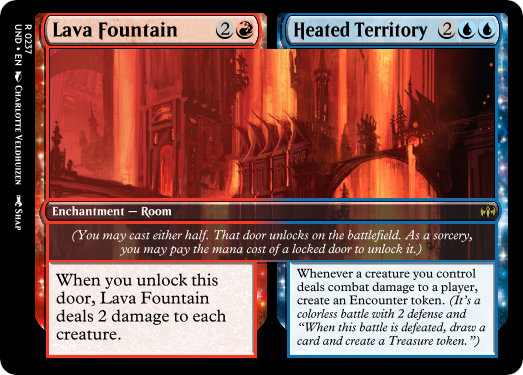 Lava Fountain 2
Heated Territory 2
Enchantment — Room
(You may cast either half. That door unlocks on the battlefield. As a sorcery,
you may pay the mana cost of a locked door to unlock it.)
When you unlock this
door, Lava Fountain
deals 2 damage to each
creature.
Whenever a creature you control
deals combat damage to a player,
create an Encounter token. (It's a
colorless battle with 2 defense and
“When this battle is defeated, draw a
card and create a Treasure token.”)
R 0237
UND • EN CHARLOTTE VELDHUIZEN SNAP